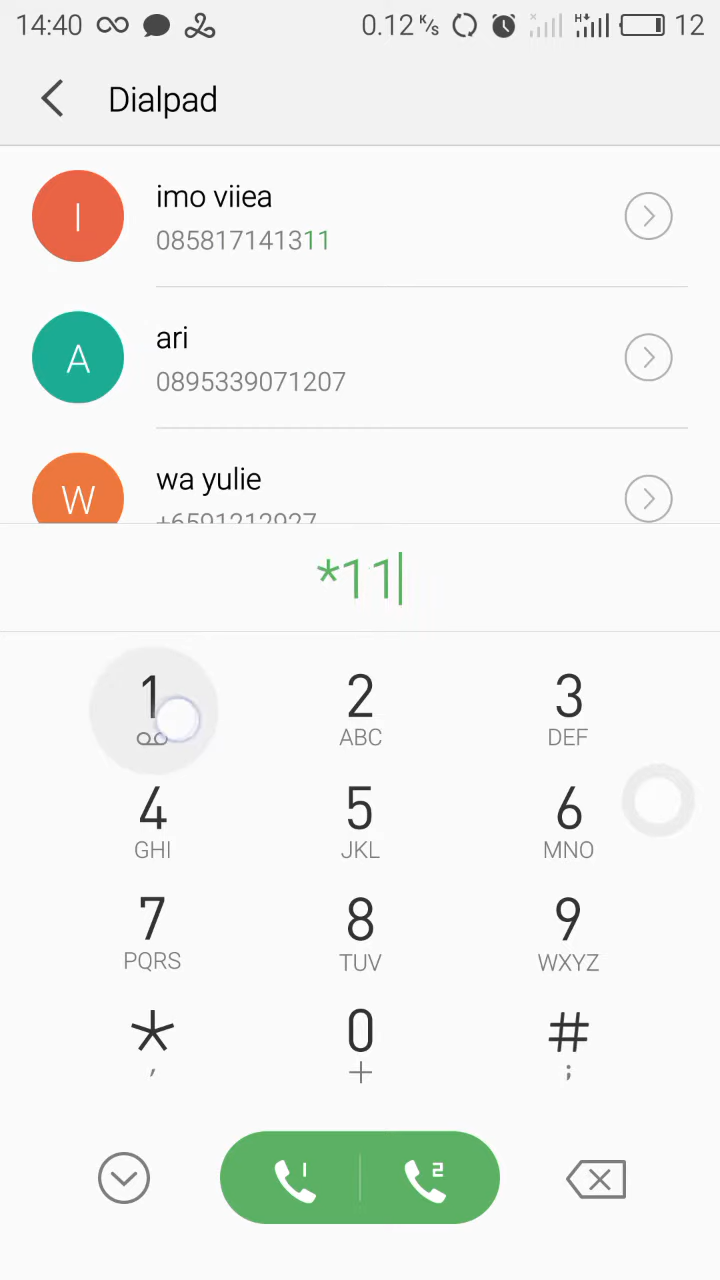 14:40 0.12 K/s H 12
Dialpad
I
imo viiea
085817141311
A
ari
0895339071207
W
wa yulie
+6591212927
*11
1 2 3
ABC DEF
4 5 6
GHI JKL MNO
7 8 9
PQRS TUV WXYZ
* 0 #
, + ;
1 2